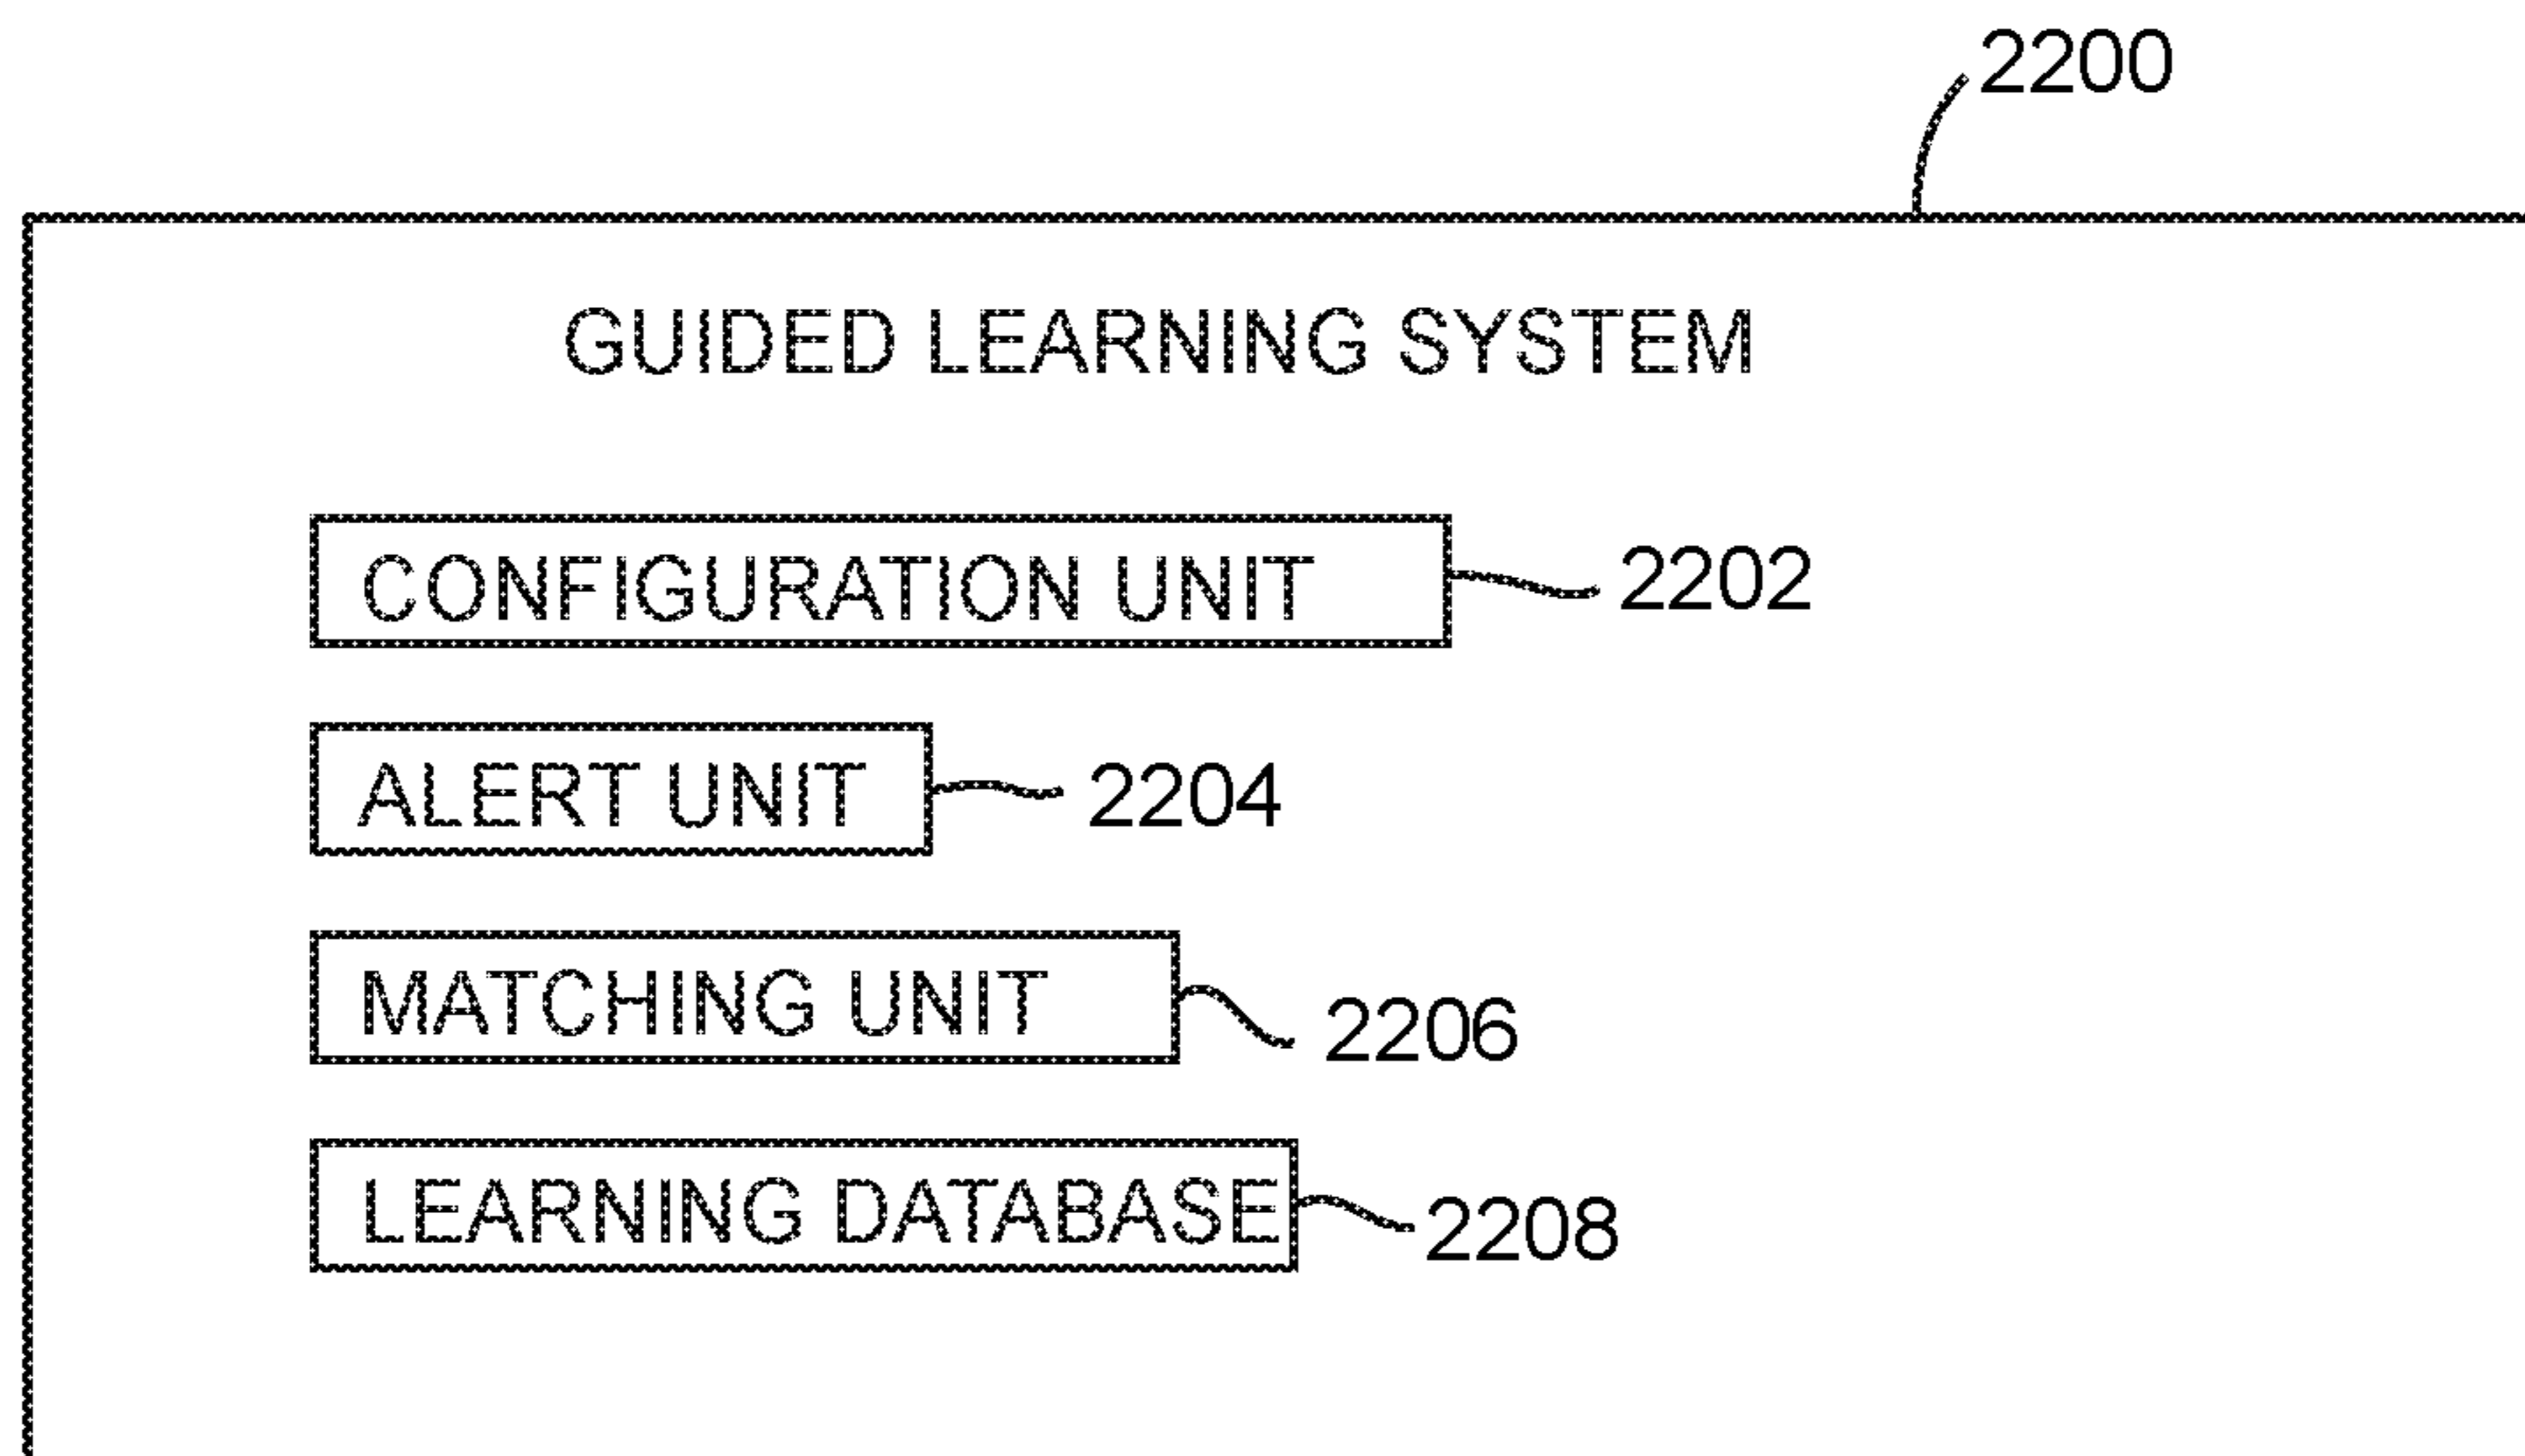 2200
GUIDED LEARNING SYSTEM
CONFIGURATION UNIT 2202
ALERT UNIT 2204
MATCHING UNIT 2206
LEARNING DATABASE 2208